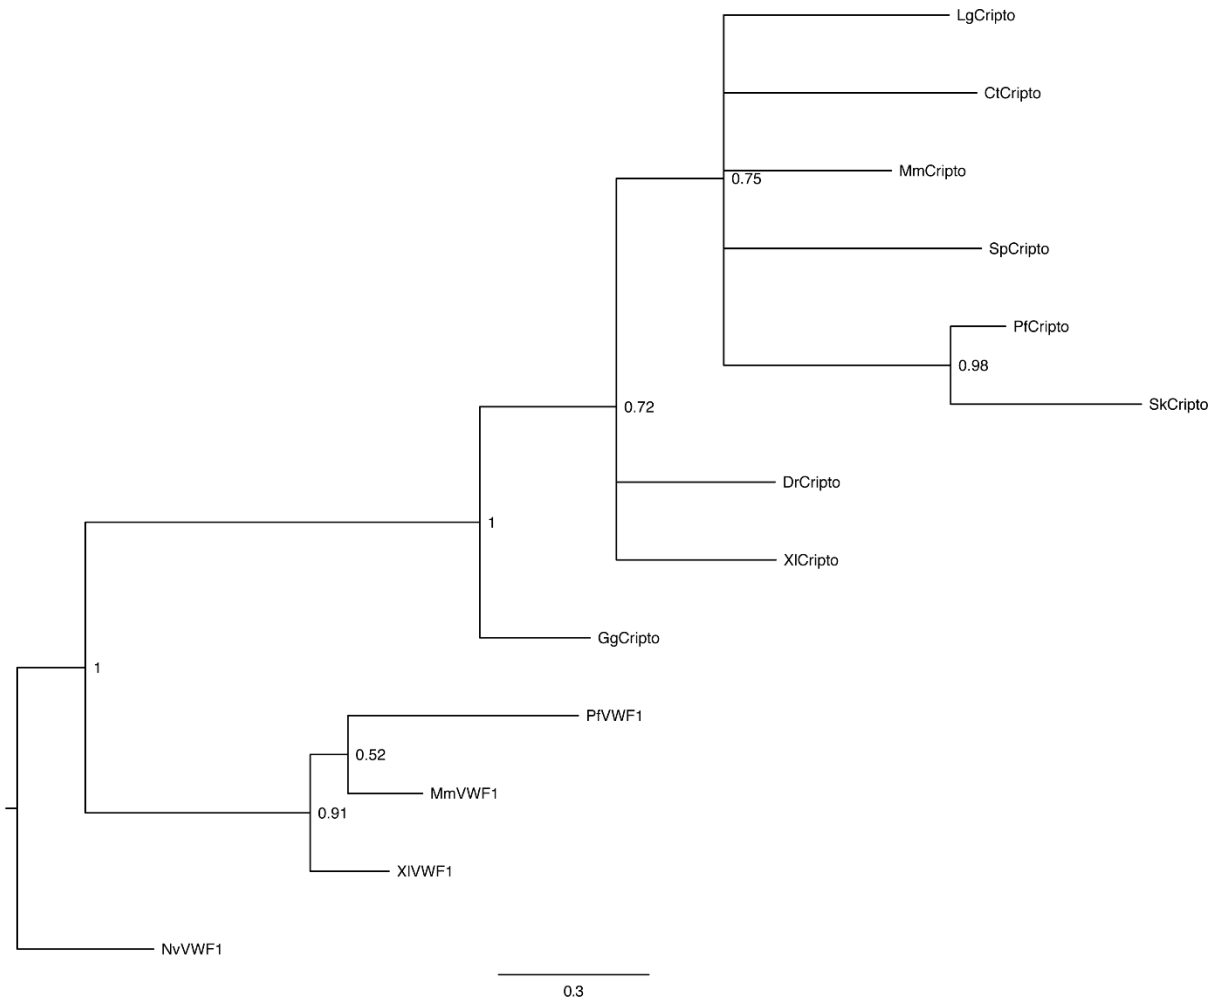 LgCripto
CtCripto
MmCripto
0.75
SpCripto
PfCripto
0.98
SkCripto
0.72
DrCripto
1
XlCripto
GgCripto
1
PfVWF1
0.52
MmVWF1
0.91
XlVWF1
NvVWF1
0.3